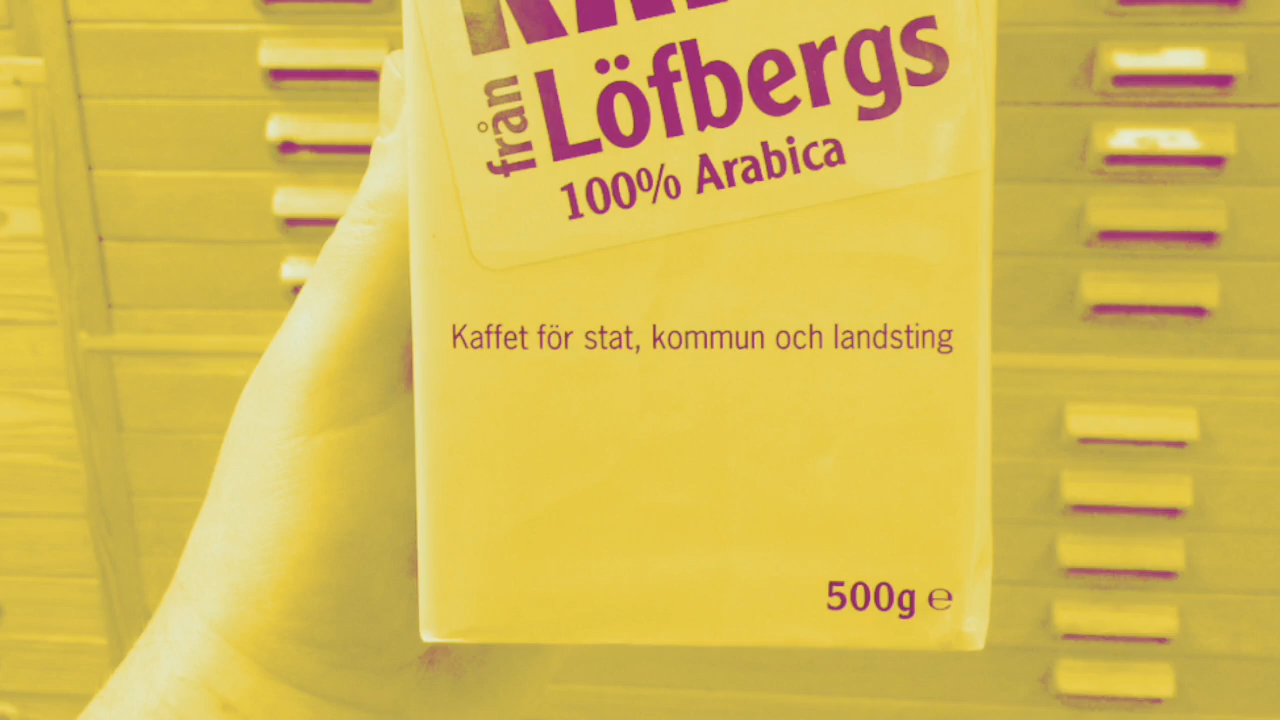 från Löfbergs
100% Arabica
Kaffet för stat, kommun och landsting
500g ℮